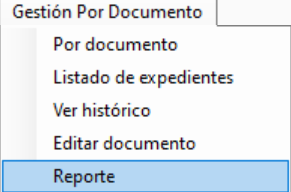 Gestión Por Documento
Por documento
Listado de expedientes
Ver histórico
Editar documento
Reporte